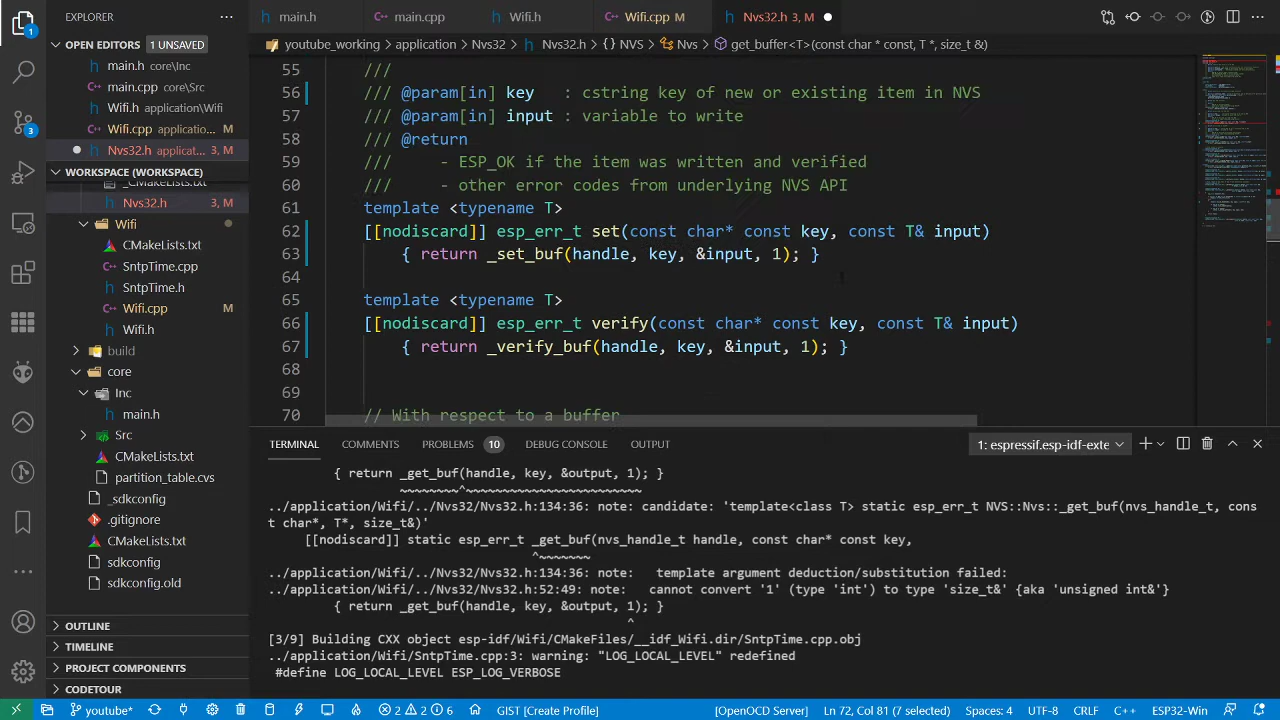 EXPLORER
main.h
main.cpp
Wifi.h
Wifi.cpp M
Nvs32.h 3, M
OPEN EDITORS 1 UNSAVED
youtube_working > application > Nvs32 > Nvs32.h > {} NVS > Nvs > get_buffer<T>(const char * const, T *, size_t &)
main.h core\Inc
main.cpp core\Src
Wifi.h application\Wifi
Wifi.cpp applicatio... M
Nvs32.h applicat... 3, M
WORKSPACE (WORKSPACE)
CMakeLists.txt
Nvs32.h 3, M
Wifi
CMakeLists.txt
SntpTime.cpp
SntpTime.h
Wifi.cpp M
Wifi.h
build
core
Inc
main.h
Src
CMakeLists.txt
partition_table.cvs
_sdkconfig
.gitignore
CMakeLists.txt
sdkconfig
sdkconfig.old
OUTLINE
TIMELINE
PROJECT COMPONENTS
CODETOUR
55 ///
56 /// @param[in] key : cstring key of new or existing item in NVS
57 /// @param[in] input : variable to write
58 /// @return
59 /// - ESP_OK if the item was written and verified
60 /// - other error codes from underlying NVS API
61 template <typename T>
62 [[nodiscard]] esp_err_t set(const char* const key, const T& input)
63 { return _set_buf(handle, key, &input, 1); }
64
65 template <typename T>
66 [[nodiscard]] esp_err_t verify(const char* const key, const T& input)
67 { return _verify_buf(handle, key, &input, 1); }
68
69
70 // With respect to a buffer
TERMINAL COMMENTS PROBLEMS 10 DEBUG CONSOLE OUTPUT 1: espressif.esp-idf-exte
{ return _get_buf(handle, key, &output, 1); }
~~~~~~~~^~~~~~~~~~~~~~~~~~~~~~~~~
../application/Wifi/../Nvs32/Nvs32.h:134:36: note: candidate: 'template<class T> static esp_err_t NVS::Nvs::_get_buf(nvs_handle_t, cons
t char*, T*, size_t&)'
[[nodiscard]] static esp_err_t _get_buf(nvs_handle_t handle, const char* const key,
^~~~~~~~
../application/Wifi/../Nvs32/Nvs32.h:134:36: note: template argument deduction/substitution failed:
../application/Wifi/../Nvs32/Nvs32.h:52:49: note: cannot convert '1' (type 'int') to type 'size_t&' {aka 'unsigned int&'}
{ return _get_buf(handle, key, &output, 1); }
^
[3/9] Building CXX object esp-idf/Wifi/CMakeFiles/__idf_Wifi.dir/SntpTime.cpp.obj
../application/Wifi/SntpTime.cpp:3: warning: "LOG_LOCAL_LEVEL" redefined
#define LOG_LOCAL_LEVEL ESP_LOG_VERBOSE
youtube* 2 2 6 GIST [Create Profile] [OpenOCD Server] Ln 72, Col 81 (7 selected) Spaces: 4 UTF-8 CRLF C++ ESP32-Win